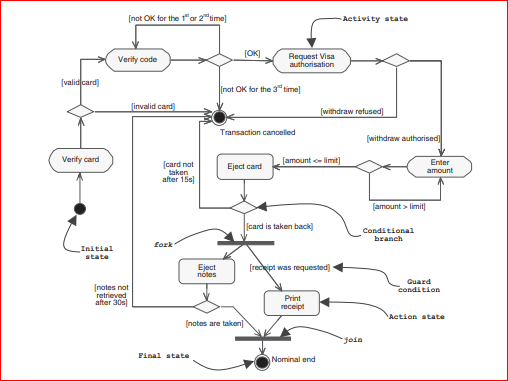 [not OK for the 1st or 2nd time]
Activity state
Verify code
[OK]
Request Visa
authorisation
[valid card]
[not OK for the 3rd time]
[invalid card]
[withdraw refused]
Transaction cancelled
[withdraw authorised]
Verify card
[card not
taken
after 15s]
Eject card
[amount <= limit]
Enter
amount
[amount > limit]
[card is taken back]
Conditional
branch
Initial
state
fork
Eject
notes
[receipt was requested]
Guard
condition
[notes not
retrieved
after 30s]
Print
receipt
Action state
[notes are taken]
join
Final state
Nominal end